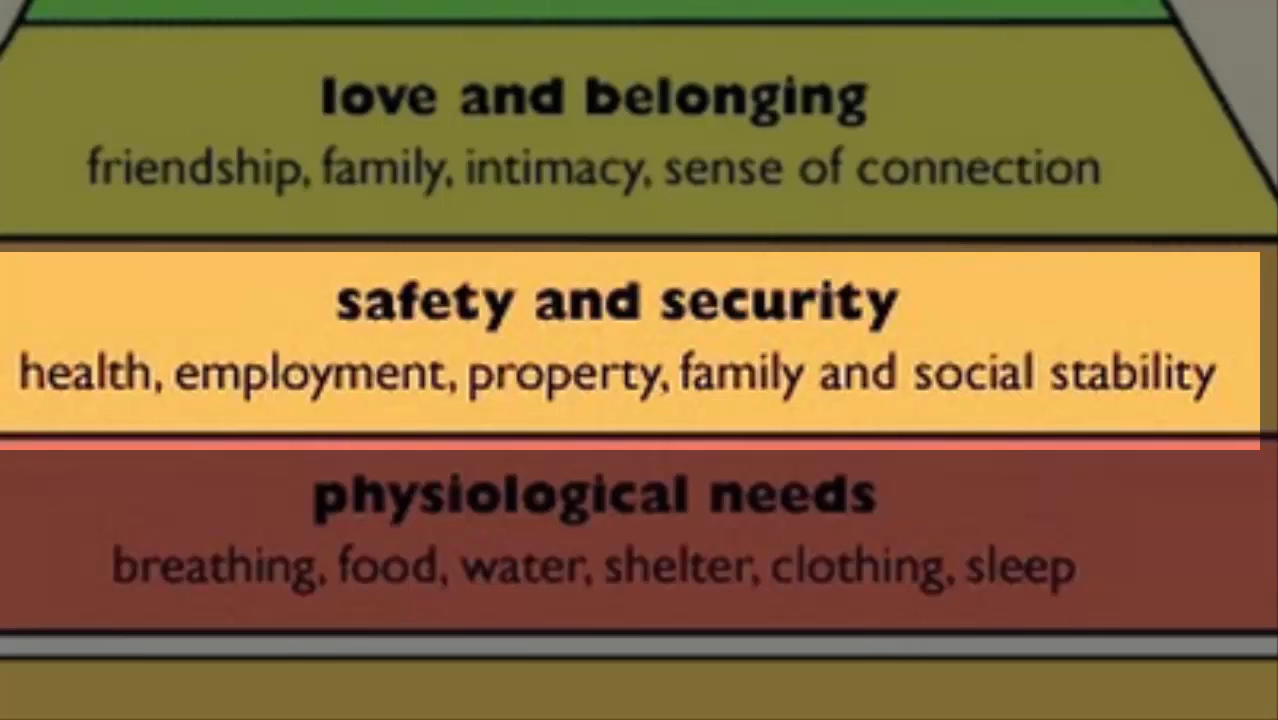 love and belonging
friendship, family, intimacy, sense of connection
safety and security
health, employment, property, family and social stability
physiological needs
breathing, food, water, shelter, clothing, sleep